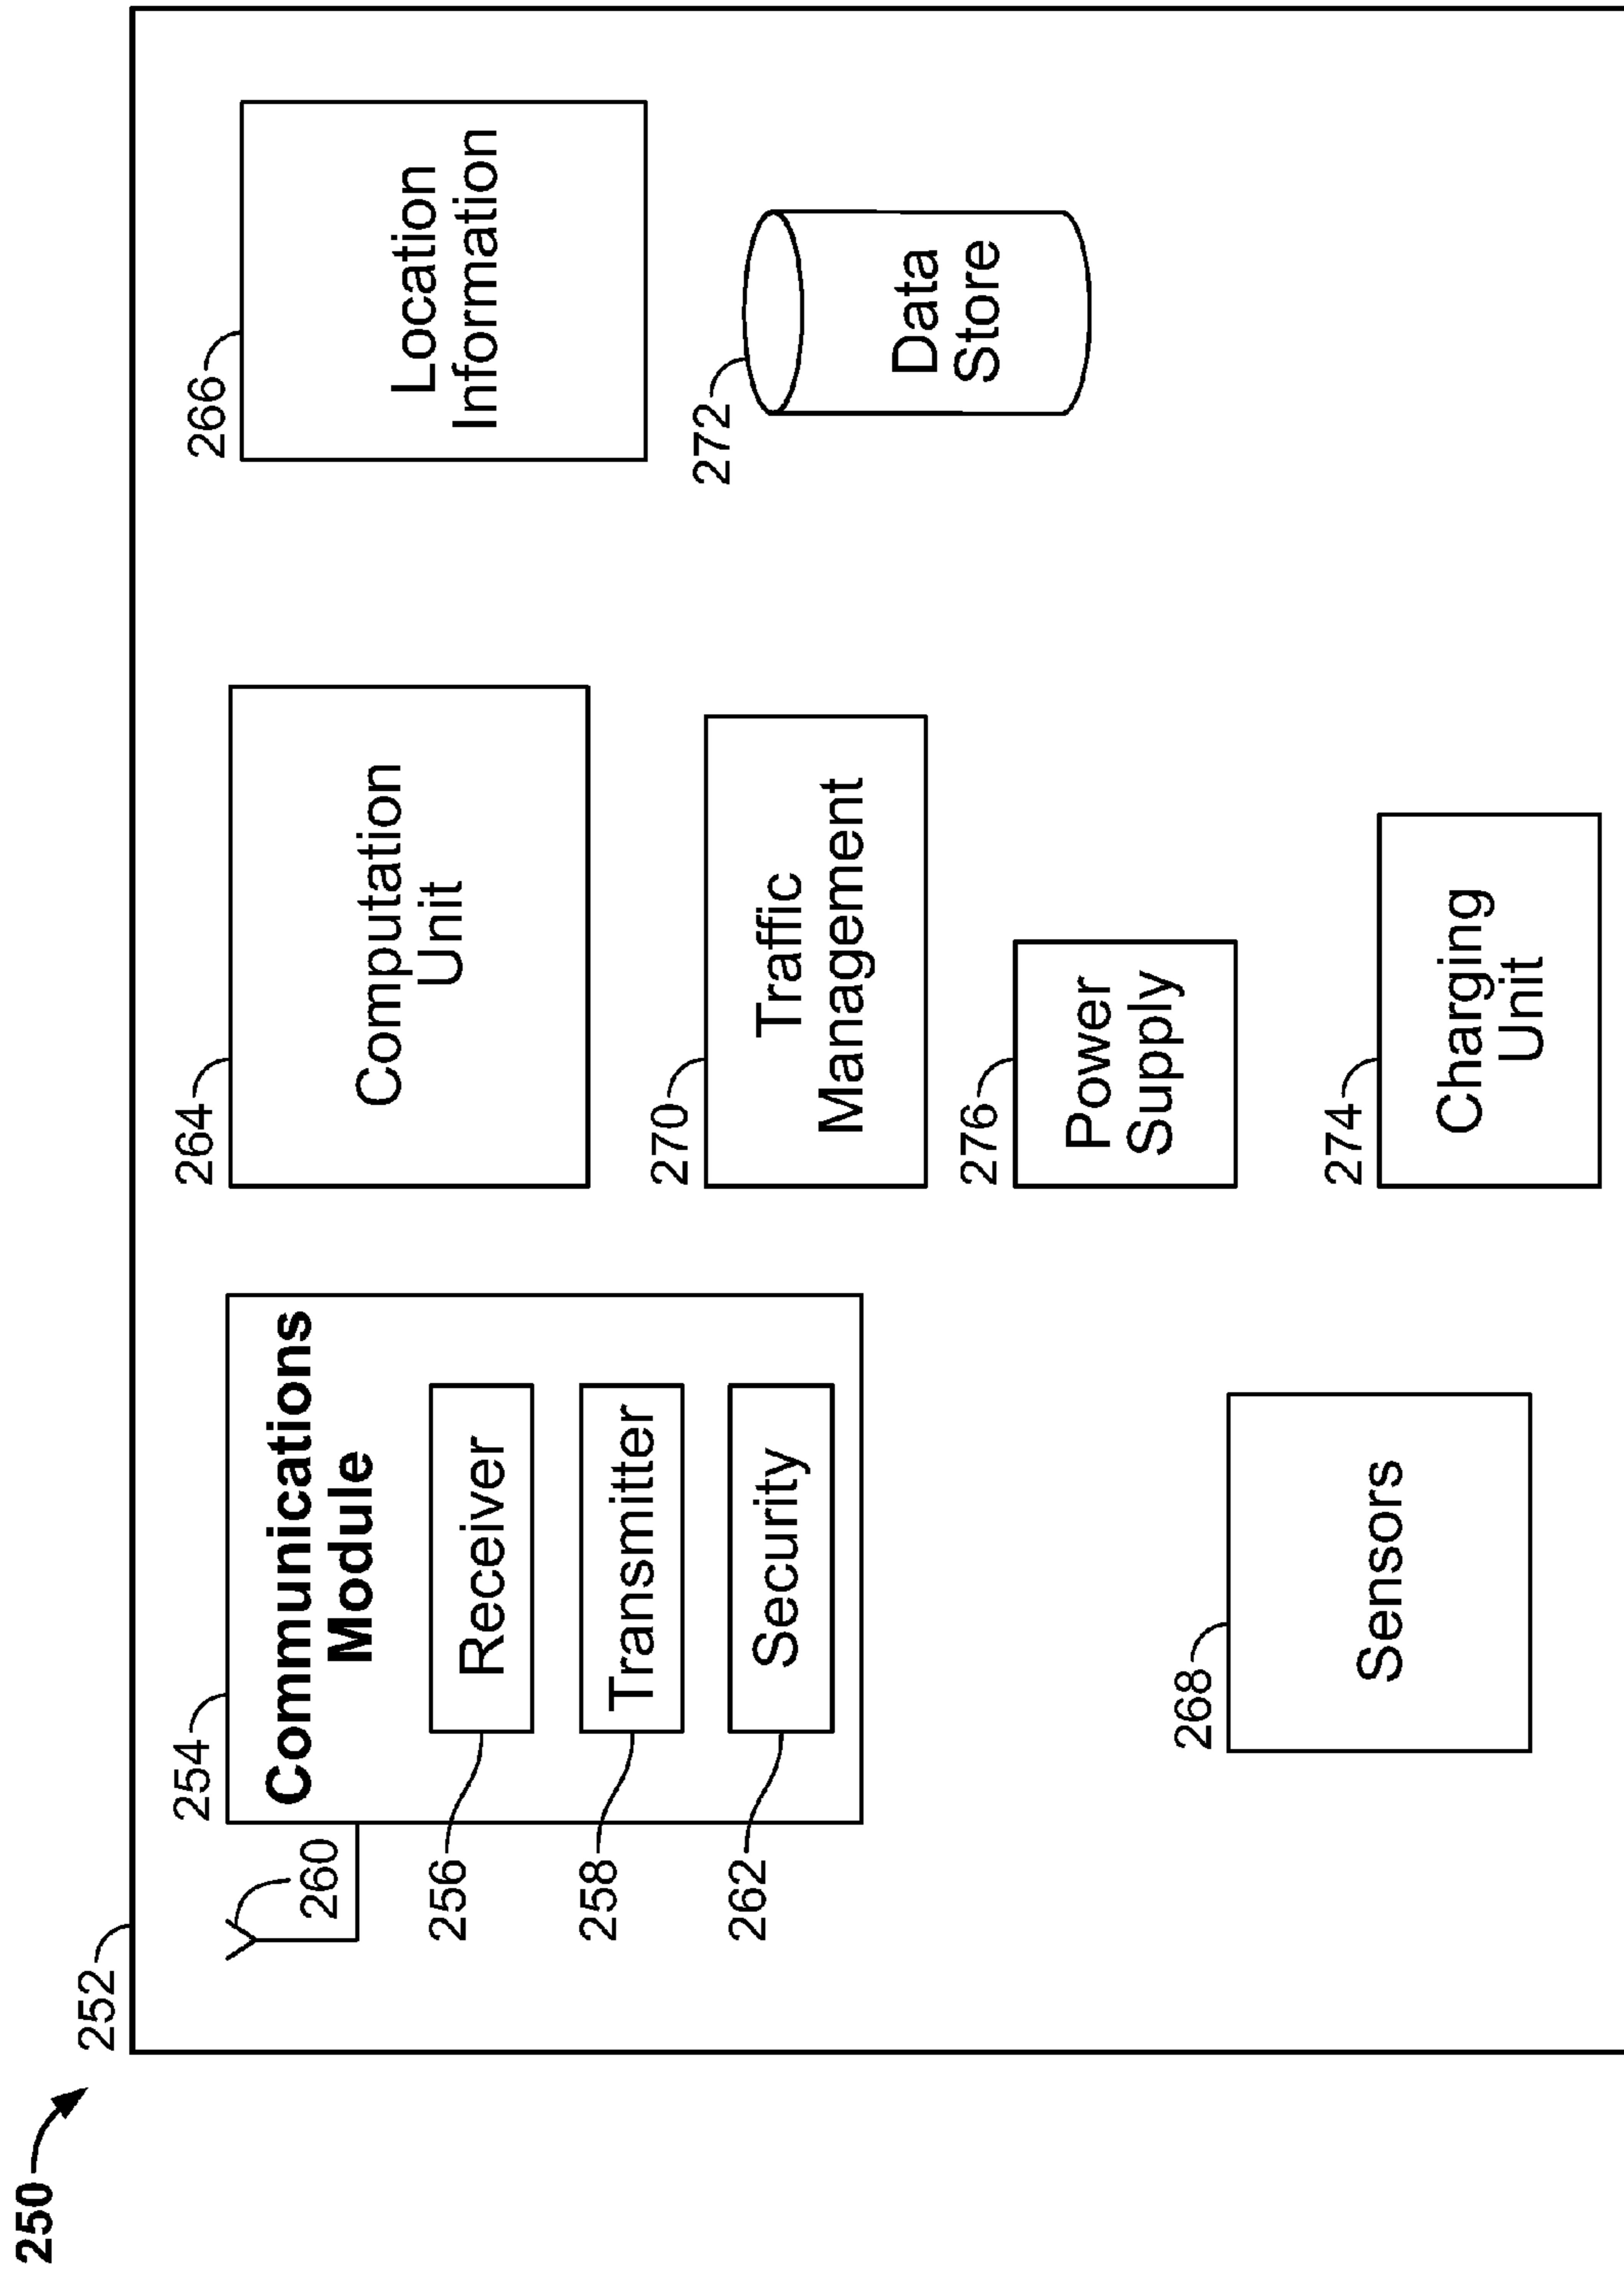 250
252
260
254
Communications
Module
256
Receiver
258
Transmitter
262
Security
264
Computation
Unit
266
Location
Information
270
Traffic
Management
272
Data
Store
276
Power
Supply
268
Sensors
274
Charging
Unit